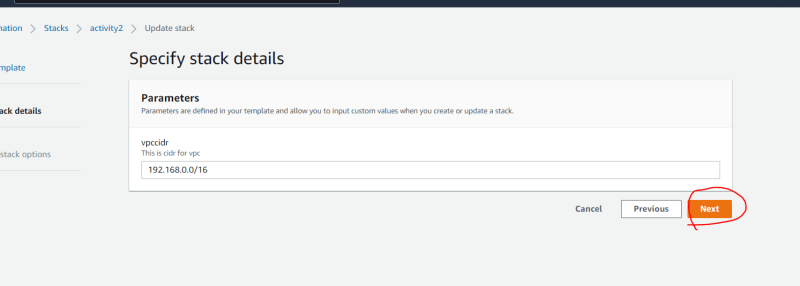 nation > Stacks > activity2 > Update stack
mplate
Specify stack details
Parameters
Parameters are defined in your template and allow you to input custom values when you create or update a stack.
ack details
vpccidr
This is cidr for vpc
stack options
192.168.0.0/16
Cancel Previous Next